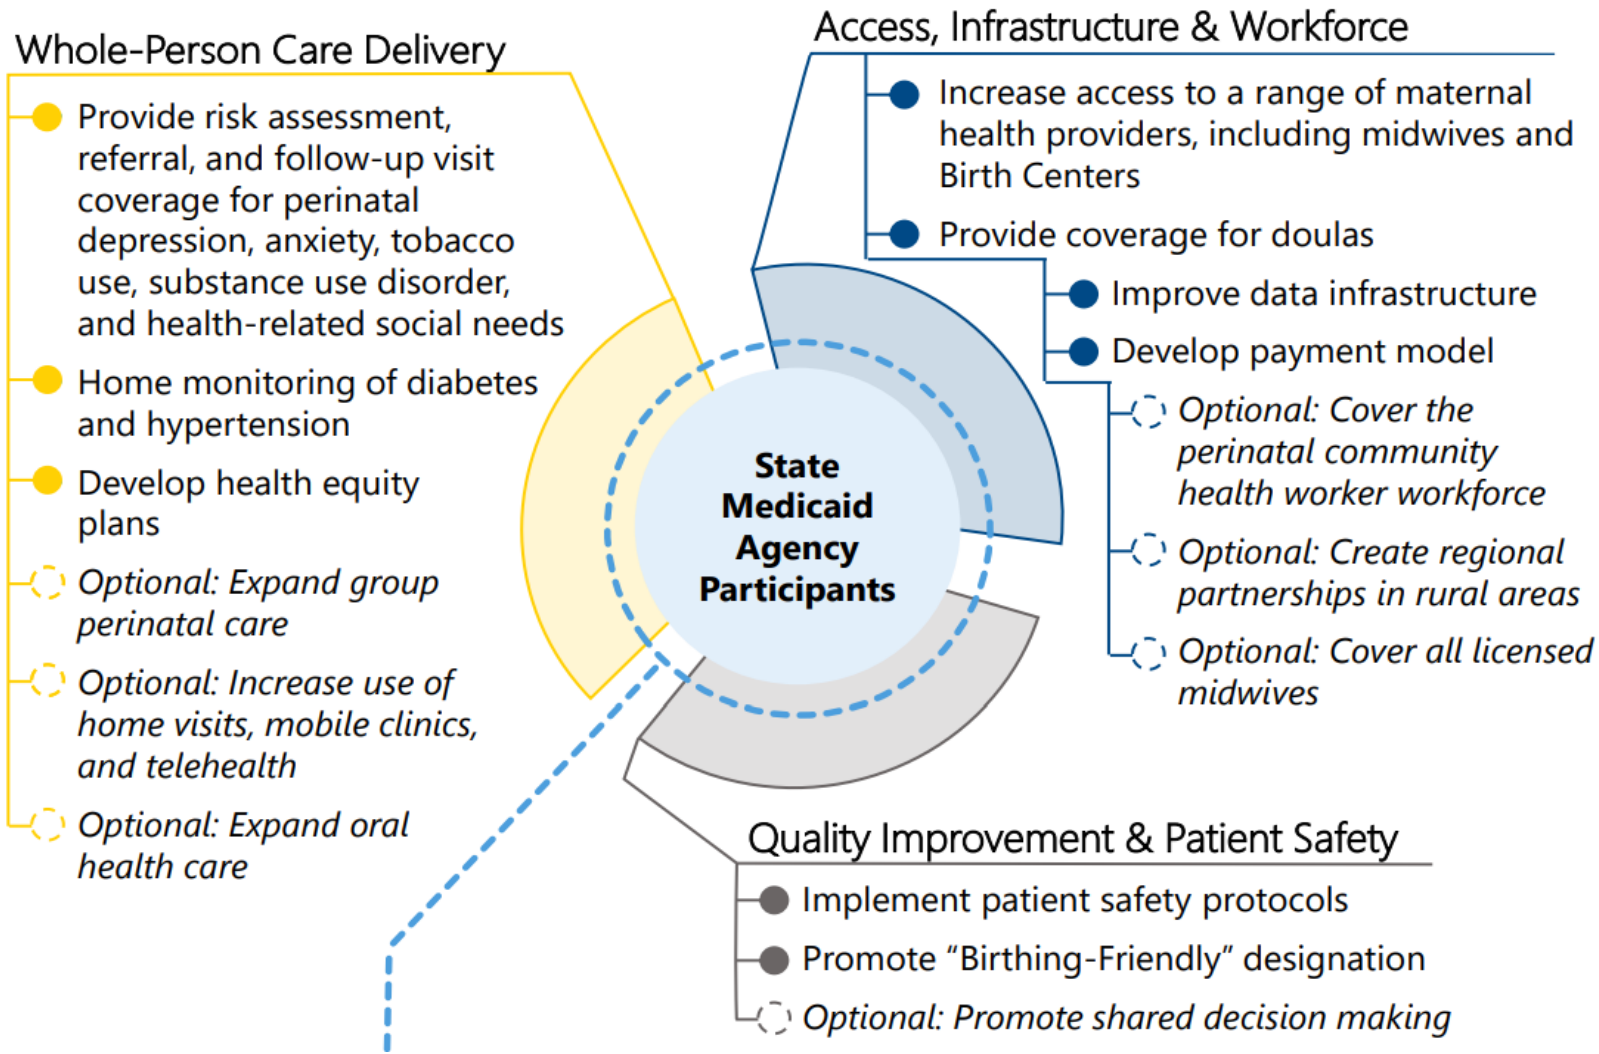 Whole-Person Care Delivery
Provide risk assessment,
referral, and follow-up visit
coverage for perinatal
depression, anxiety, tobacco
use, substance use disorder,
and health-related social needs
Home monitoring of diabetes
and hypertension
Develop health equity
plans
Optional: Expand group
perinatal care
Optional: Increase use of
home visits, mobile clinics,
and telehealth
Optional: Expand oral
health care
Access, Infrastructure & Workforce
Increase access to a range of maternal
health providers, including midwives and
Birth Centers
Provide coverage for doulas
Improve data infrastructure
Develop payment model
Optional: Cover the
perinatal community
health worker workforce
Optional: Create regional
partnerships in rural areas
Optional: Cover all licensed
midwives
State
Medicaid
Agency
Participants
Quality Improvement & Patient Safety
Implement patient safety protocols
Promote “Birthing-Friendly” designation
Optional: Promote shared decision making